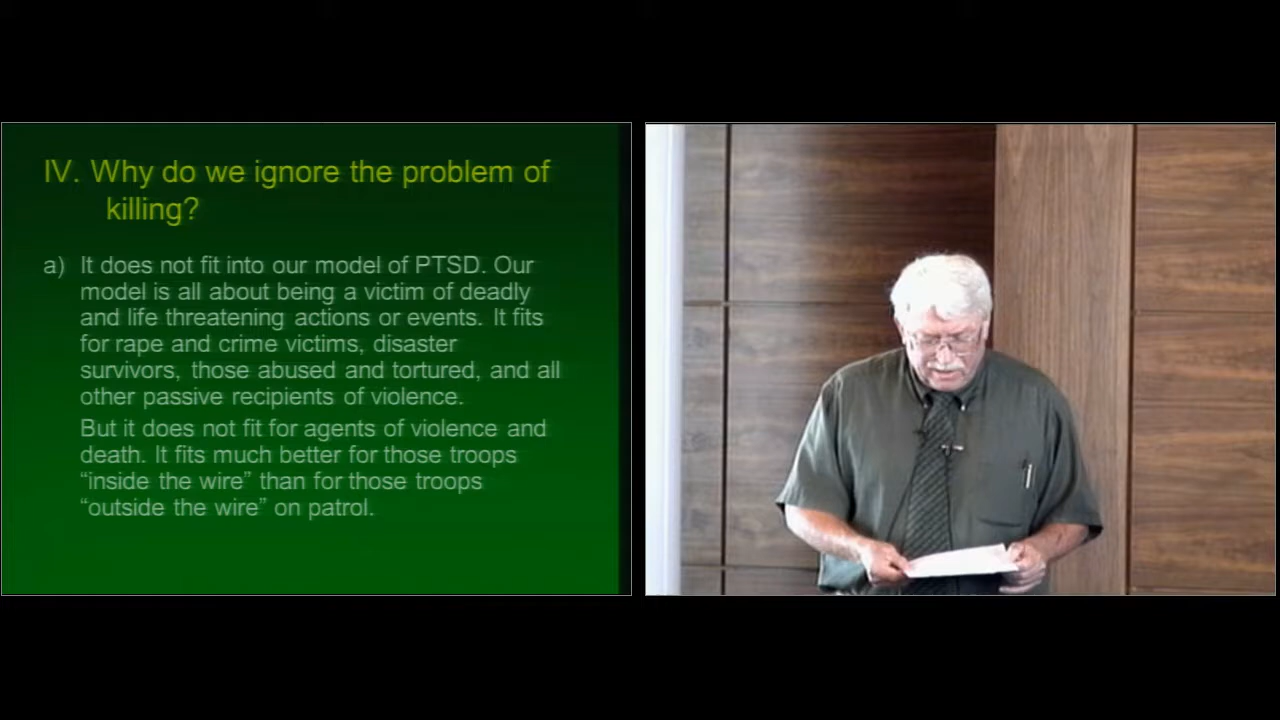 IV. Why do we ignore the problem of
killing?
a) It does not fit into our model of PTSD. Our
model is all about being a victim of deadly
and life threatening actions or events. It fits
for rape and crime victims, disaster
survivors, those abused and tortured, and all
other passive recipients of violence.
But it does not fit for agents of violence and
death. It fits much better for those troops
“inside the wire” than for those troops
“outside the wire” on patrol.